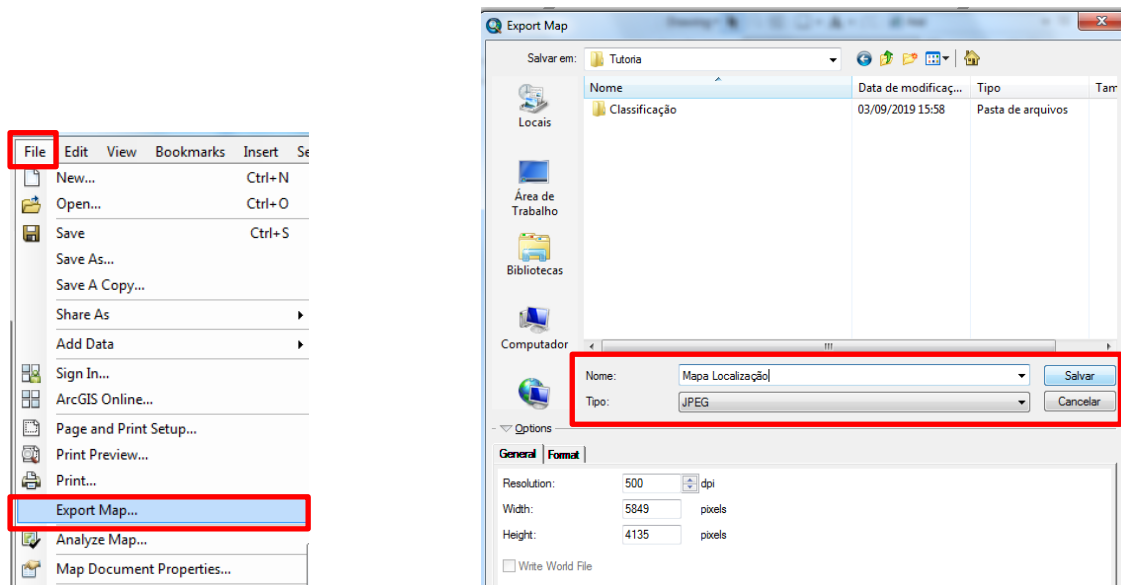 File Edit View Bookmarks Insert Se
New... Ctrl+N
Open... Ctrl+O
Save Ctrl+S
Save As...
Save A Copy...
Share As
Add Data
Sign In...
ArcGIS Online...
Page and Print Setup...
Print Preview...
Print...
Export Map...
Analyze Map...
Map Document Properties...
Export Map
Salvar em: Tutoria
Nome Data de modificaç... Tipo Tam
Classificação 03/09/2019 15:58 Pasta de arquivos
Locais
Área de
Trabalho
Bibliotecas
Computador
Nome: Mapa Localização Salvar
Tipo: JPEG Cancelar
Options
General Format
Resolution: 500 dpi
Width: 5849 pixels
Height: 4135 pixels
Write World File